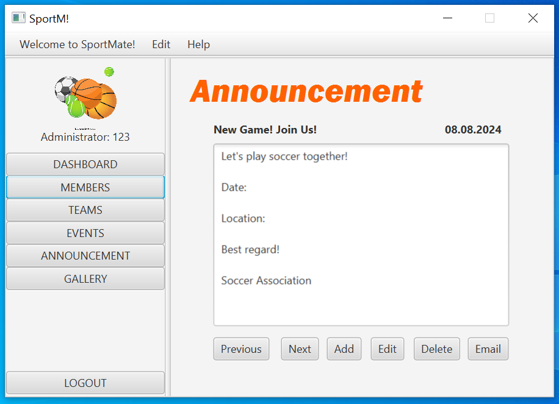 SportM!
Welcome to SportMate! Edit Help
Administrator: 123
DASHBOARD
MEMBERS
TEAMS
EVENTS
ANNOUNCEMENT
GALLERY
LOGOUT
Announcement
New Game! Join Us! 08.08.2024
Let's play soccer together!
Date:
Location:
Best regard!
Soccer Association
Previous Next Add Edit Delete Email